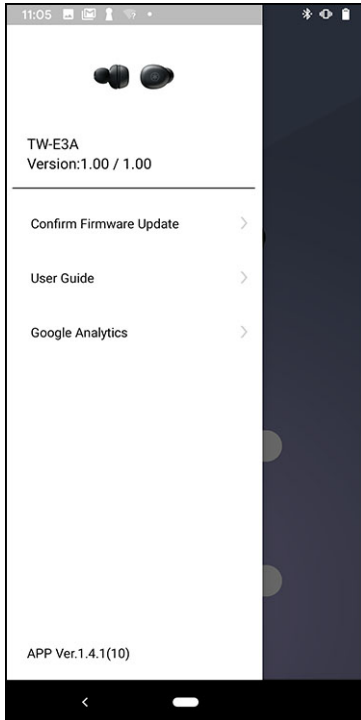 11:05
TW-E3A
Version:1.00 / 1.00
Confirm Firmware Update
User Guide
Google Analytics
APP Ver.1.4.1(10)